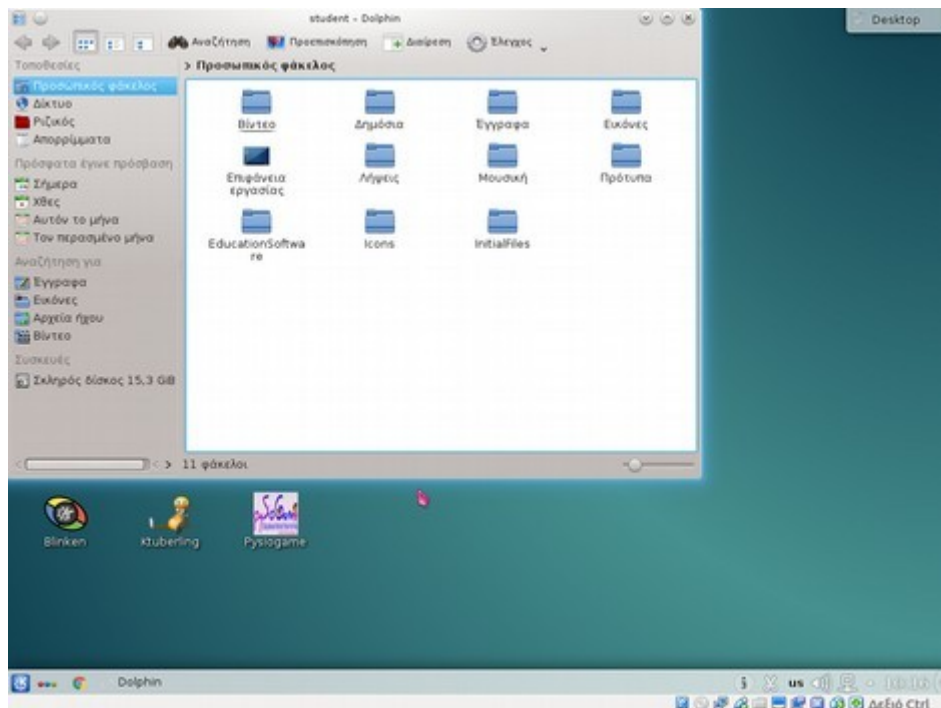 student - Dolphin
Desktop
Αναζήτηση Προεπισκόπηση Διαίρεση Έλεγχος
Τοποθεσίες
> Προσωπικός φάκελος
Προσωπικός φάκελος
Δίκτυο
Ριζικός
Απορρίμματα
Πρόσφατα έγινε πρόσβαση
Σήμερα
Χθες
Αυτόν το μήνα
Τον περασμένο μήνα
Αναζήτηση για
Έγγραφα
Εικόνες
Αρχεία ήχου
Βίντεο
Συσκευές
Σκληρός δίσκος 15,3 GiB
Βίντεο Δημόσια Έγγραφα Εικόνες
Επιφάνεια εργασίας Λήψεις Μουσική Πρότυπα
EducationSoftwa
re Icons InitialFiles
11 φάκελοι
Blinken Ktuberling Pysiogame
Dolphin
us
Δεξιό Ctrl